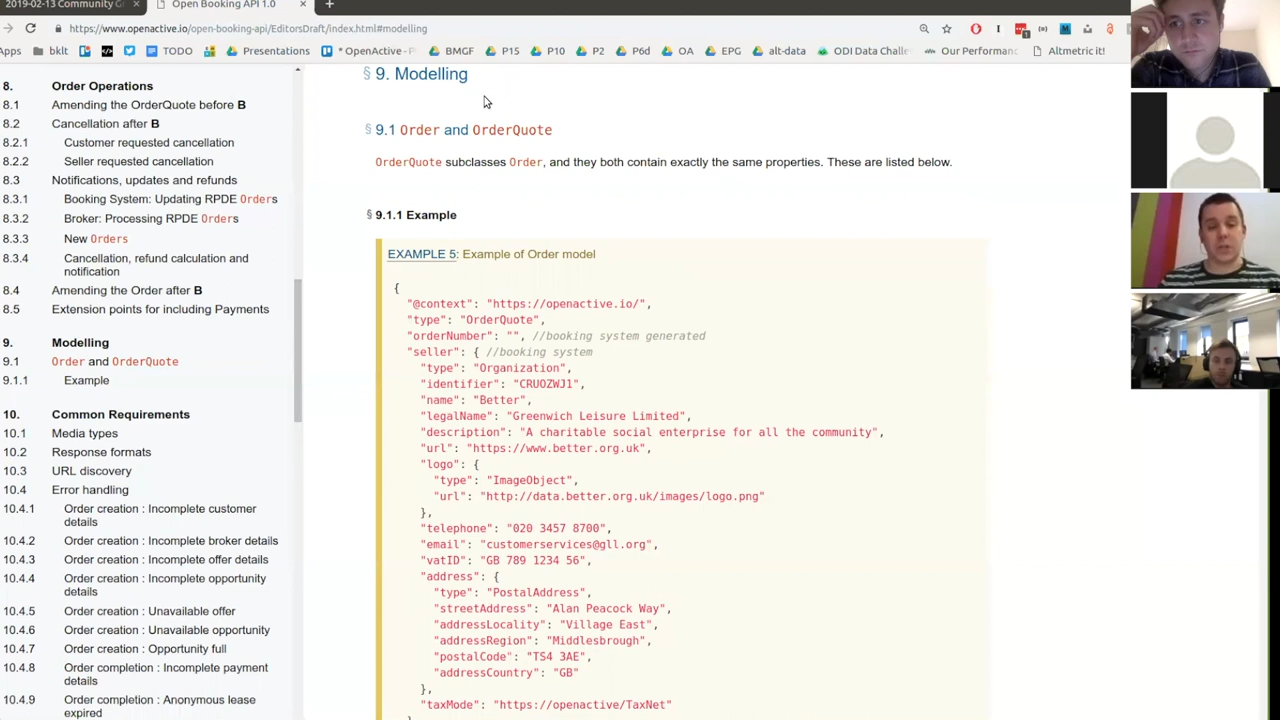 2019-02-13 Community G
Open Booking API 1.0
https://www.openactive.io/open-booking-api/EditorsDraft/index.html#modelling
Apps
bklt
TODO
Presentations
* OpenActive -
BMGF
P15
P10
P2
P6d
OA
EPG
alt-data
ODI Data Challe
Our Performanc
Altmetric it!
8. Order Operations
8.1 Amending the OrderQuote before B
8.2 Cancellation after B
8.2.1 Customer requested cancellation
8.2.2 Seller requested cancellation
8.3 Notifications, updates and refunds
8.3.1 Booking System: Updating RPDE Orders
8.3.2 Broker: Processing RPDE Orders
8.3.3 New Orders
8.3.4 Cancellation, refund calculation and
notification
8.4 Amending the Order after B
8.5 Extension points for including Payments
9. Modelling
9.1 Order and OrderQuote
9.1.1 Example
10. Common Requirements
10.1 Media types
10.2 Response formats
10.3 URL discovery
10.4 Error handling
10.4.1 Order creation : Incomplete customer
details
10.4.2 Order creation : Incomplete broker details
10.4.3 Order creation : Incomplete offer details
10.4.4 Order creation : Incomplete opportunity
details
10.4.5 Order creation : Unavailable offer
10.4.6 Order creation : Unavailable opportunity
10.4.7 Order creation : Opportunity full
10.4.8 Order completion : Incomplete payment
details
10.4.9 Order completion : Anonymous lease
expired
§ 9. Modelling
§ 9.1 Order and OrderQuote
OrderQuote subclasses Order, and they both contain exactly the same properties. These are listed below.
§ 9.1.1 Example
EXAMPLE 5: Example of Order model
{
"@context": "https://openactive.io/",
"type": "OrderQuote",
"orderNumber": "", //booking system generated
"seller": { //booking system
"type": "Organization",
"identifier": "CRUOZWJ1",
"name": "Better",
"legalName": "Greenwich Leisure Limited",
"description": "A charitable social enterprise for all the community",
"url": "https://www.better.org.uk",
"logo": {
"type": "ImageObject",
"url": "http://data.better.org.uk/images/logo.png"
},
"telephone": "020 3457 8700",
"email": "customerservices@gll.org",
"vatID": "GB 789 1234 56",
"address": {
"type": "PostalAddress",
"streetAddress": "Alan Peacock Way",
"addressLocality": "Village East",
"addressRegion": "Middlesbrough",
"postalCode": "TS4 3AE",
"addressCountry": "GB"
},
"taxMode": "https://openactive/TaxNet"